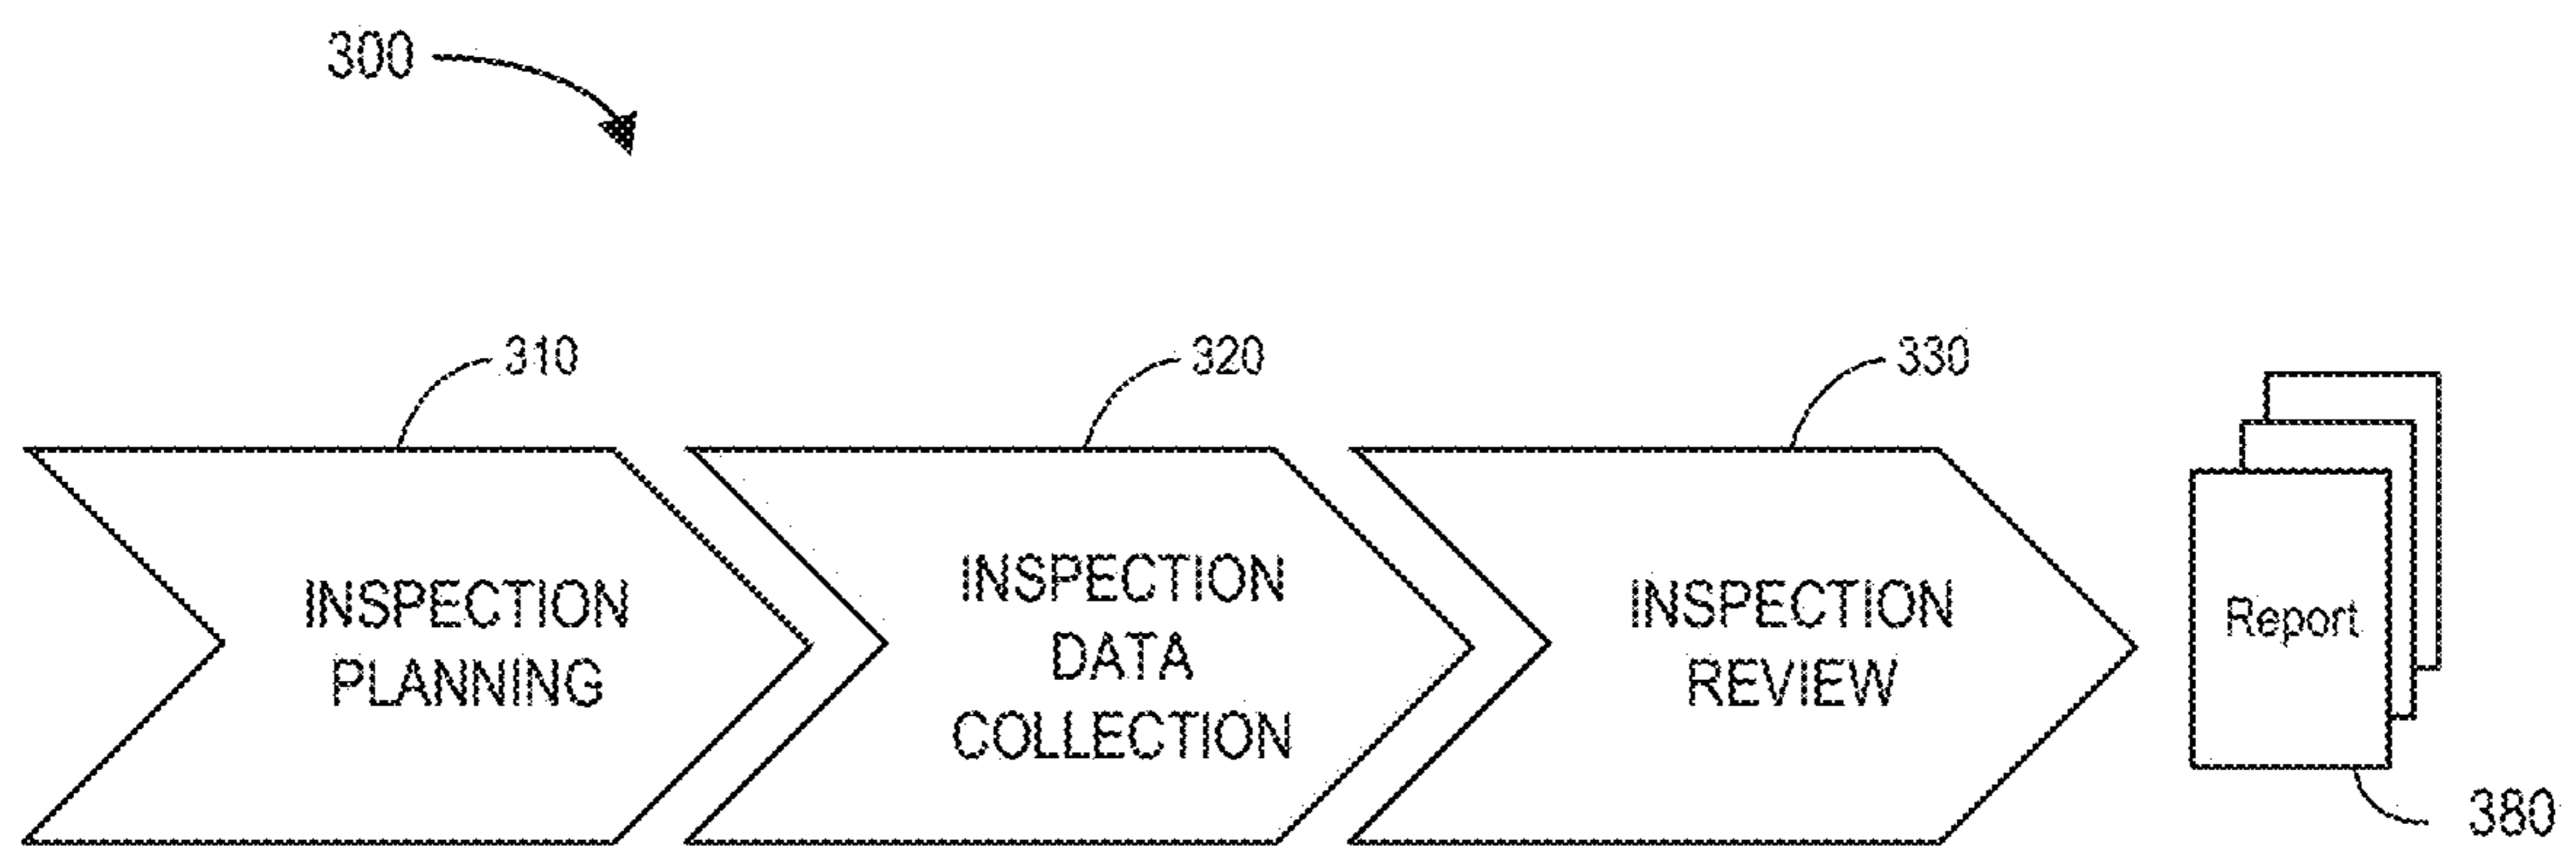 300
310
320
330
INSPECTION
PLANNING
INSPECTION
DATA
COLLECTION
INSPECTION
REVIEW
Report
380